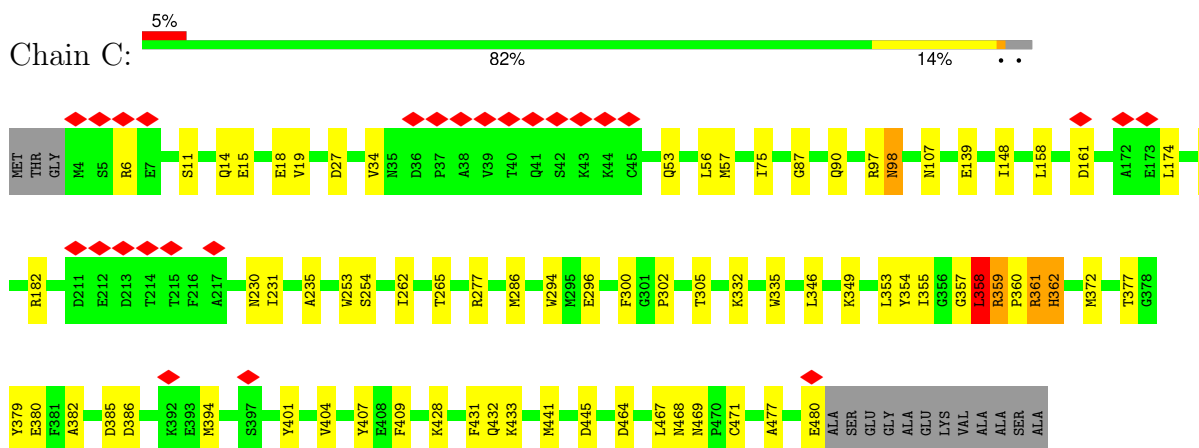 5%
Chain C:
82% 14% • •
MET THR GLY M4 S5 R6 E7 S11 Q14 E15 E18 V19 D27 V34 N35 D36 P37 A38 V39 T40 Q41 S42 K43 K44 C45 Q53 L56 M57 I75 G87 Q90 R97 N98 N107 E139 I148 L158 D161 A172 E173 L174
R182 D211 E212 D213 T214 T215 F216 A217 N230 T231 A235 W253 S254 I262 T265 R277 M286 W294 M295 E296 F300 G301 P302 T305 K332 W335 L346 K349 L353 Y354 I355 G356 G357 L358 R359 P360 R361 H362 M372 T377 G378
Y379 E380 F381 A382 D385 D386 K392 E393 M394 S397 Y401 V404 Y407 E408 F409 K428 F431 Q432 K433 M441 D445 D464 L467 N468 N469 P470 C471 A477 E480 ALA SER GLU GLY ALA GLU LYS VAL ALA ALA SER ALA